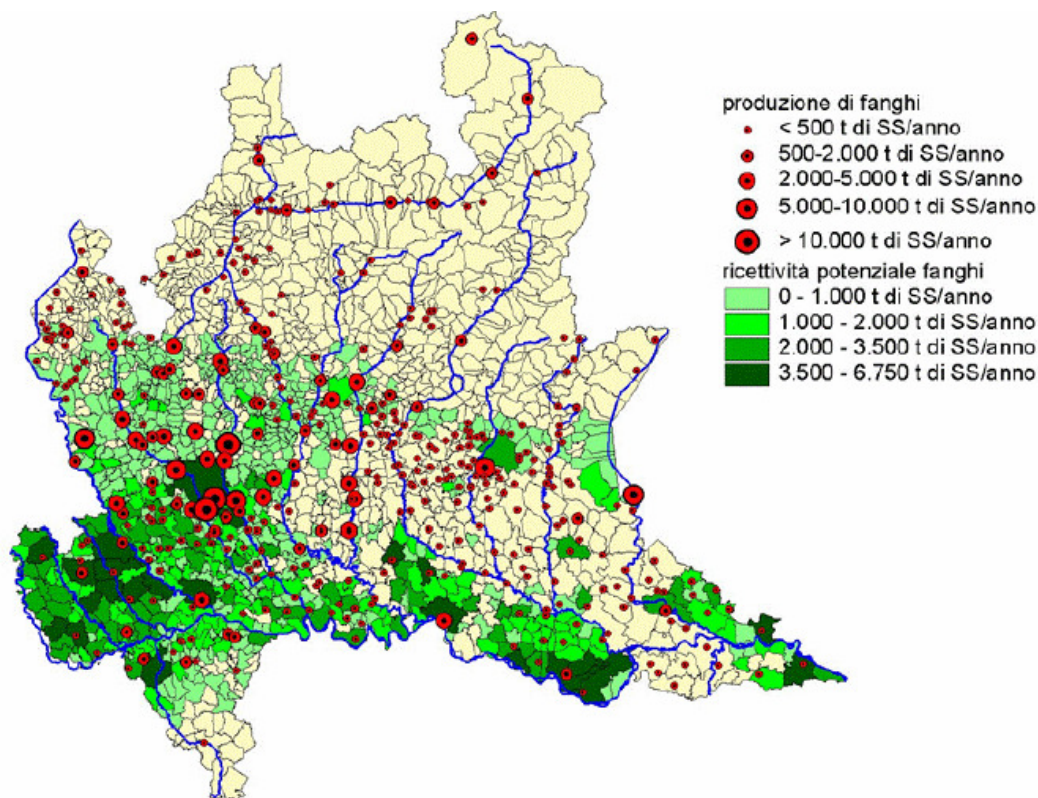 produzione di fanghi
< 500 t di SS/anno
500-2.000 t di SS/anno
2.000-5.000 t di SS/anno
5.000-10.000 t di SS/anno
> 10.000 t di SS/anno
ricettività potenziale fanghi
0 - 1.000 t di SS/anno
1.000 - 2.000 t di SS/anno
2.000 - 3.500 t di SS/anno
3.500 - 6.750 t di SS/anno